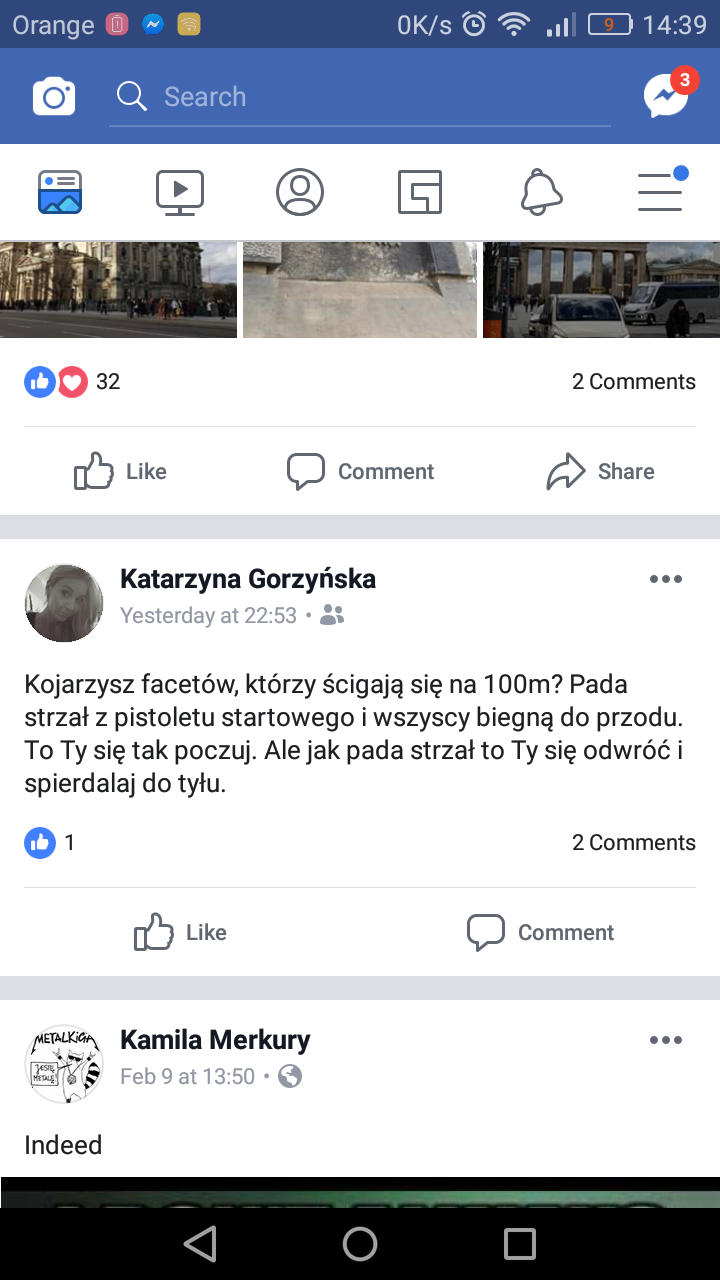 Orange 0K/s 9 14:39
Search 3
32 2 Comments
Like Comment Share
Katarzyna Gorzyńska
Yesterday at 22:53 •
Kojarzysz facetów, którzy ścigają się na 100m? Pada
strzał z pistoletu startowego i wszyscy biegną do przodu.
To Ty się tak poczuj. Ale jak pada strzał to Ty się odwróć i
spierdalaj do tyłu.
1 2 Comments
Like Comment
Kamila Merkury
METALKiGA
Feb 9 at 13:50 •
Indeed